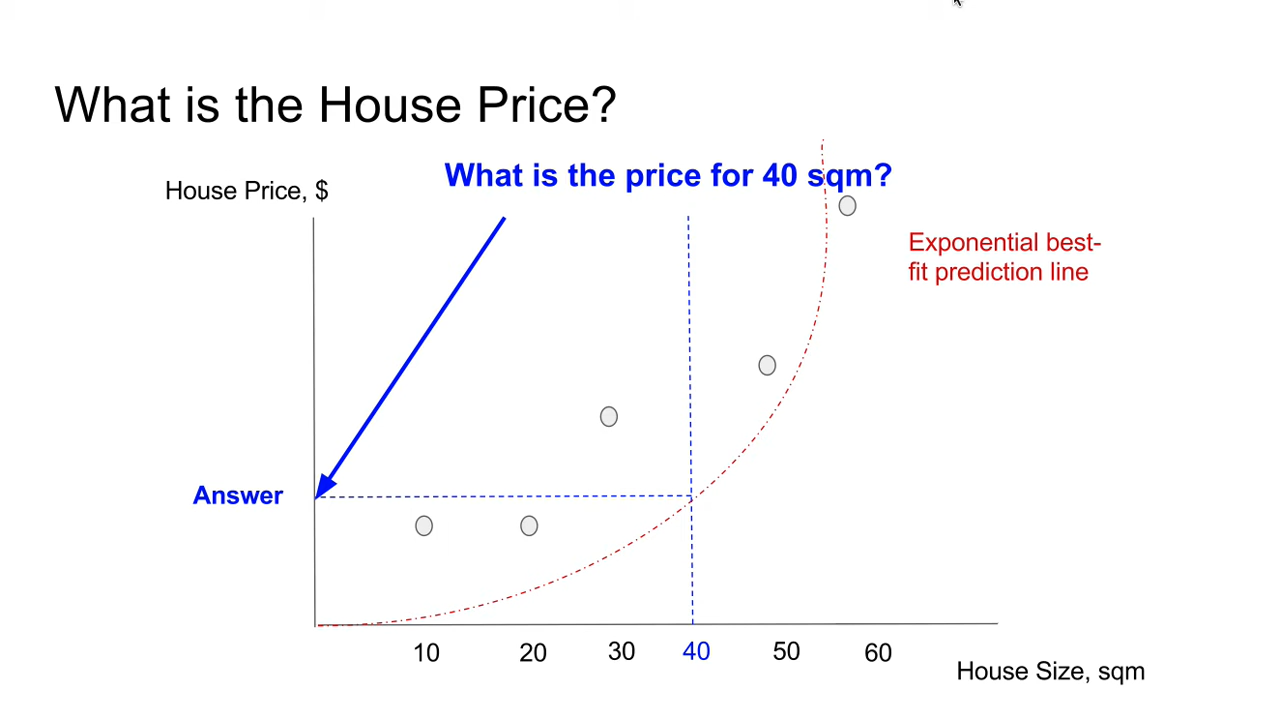 What is the House Price?
What is the price for 40 sqm?
House Price, $
Exponential best-
fit prediction line
Answer
10 20 30 40 50 60
House Size, sqm